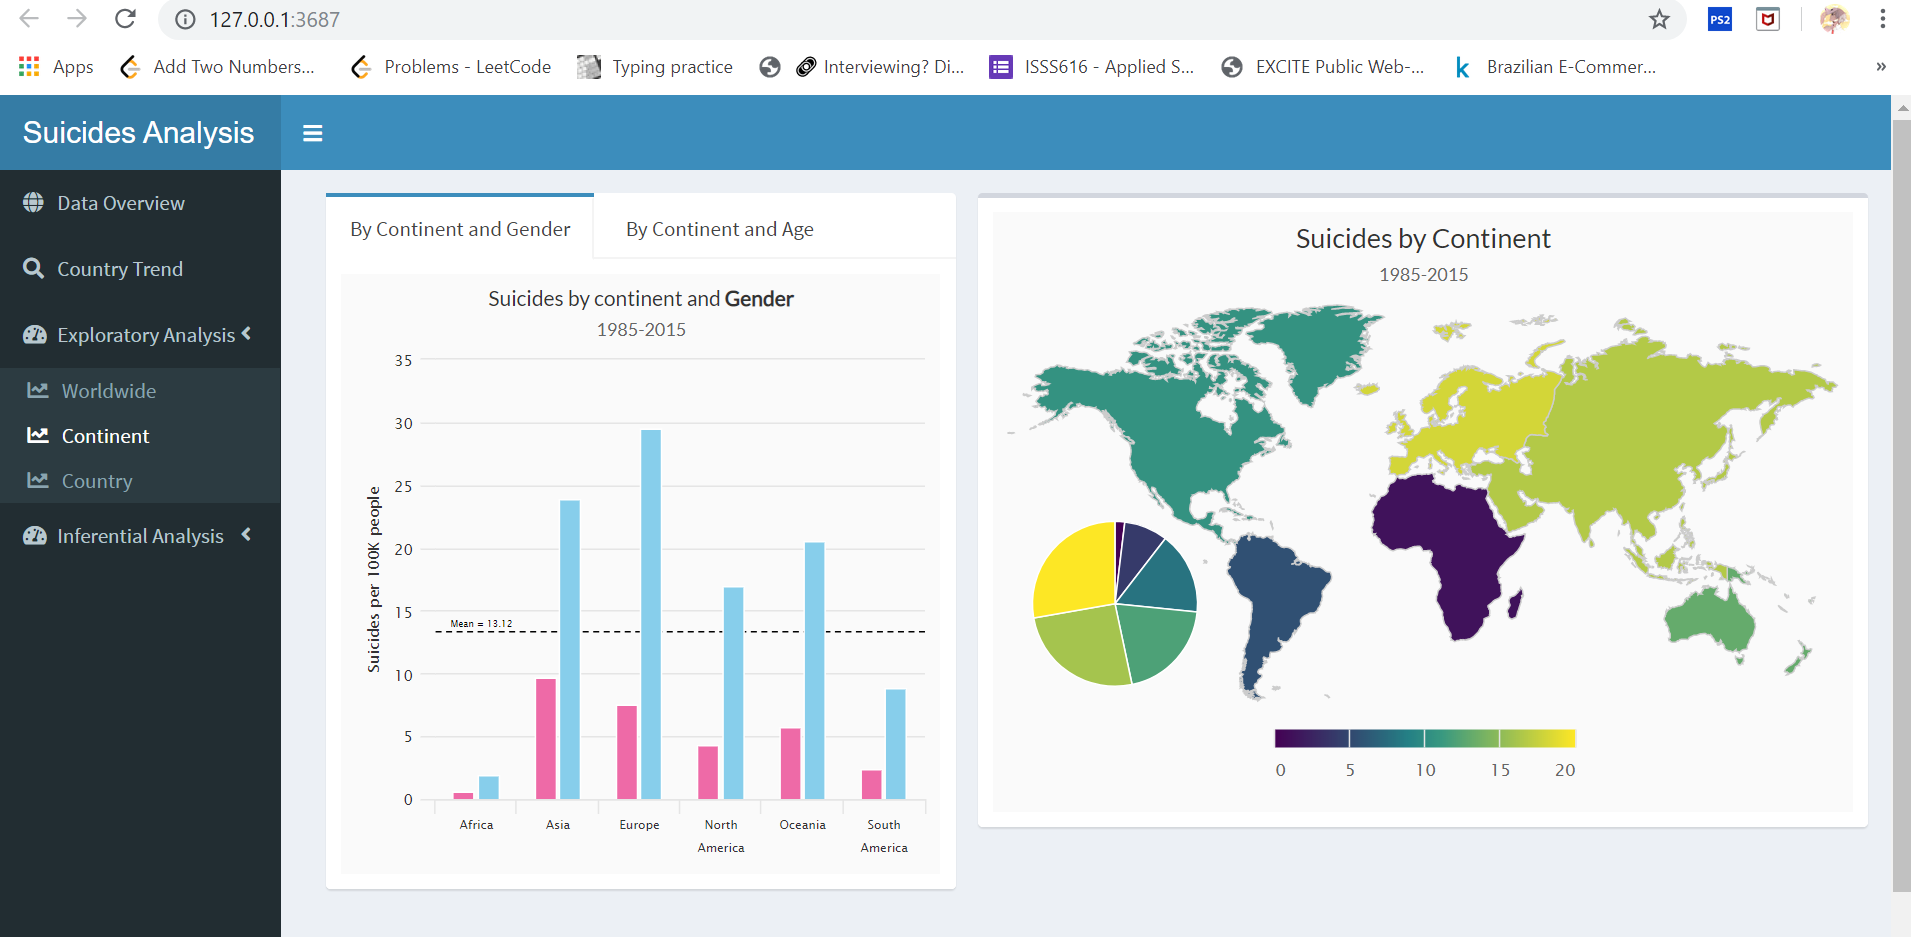 127.0.0.1:3687
PS2
Apps
Add Two Numbers...
Problems - LeetCode
Typing practice
Interviewing? Di...
ISSS616 - Applied S...
EXCITE Public Web-...
k
Brazilian E-Commer...
»
Suicides Analysis
Data Overview
Country Trend
Exploratory Analysis
Worldwide
Continent
Country
Inferential Analysis
By Continent and Gender
By Continent and Age
Suicides by continent and Gender
1985-2015
Suicides per 100K people
35
30
25
20
15
10
5
0
Mean = 13.12
Africa
Asia
Europe
North
America
Oceania
South
America
Suicides by Continent
1985-2015
0 5 10 15 20